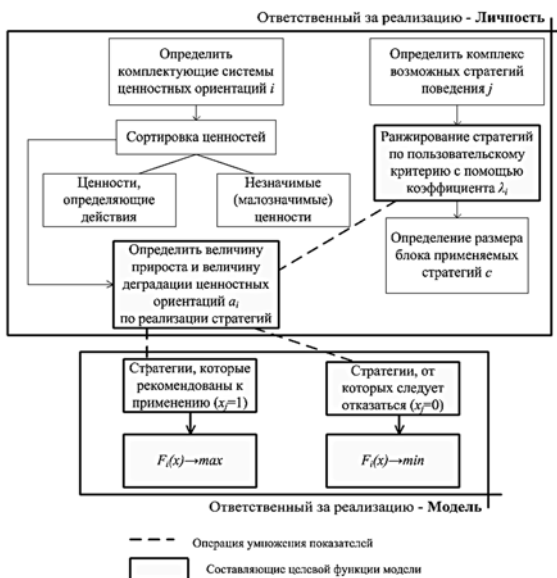 Ответственный за реализацию - Личность
Определить
комплектующие системы
ценностных ориентаций i
Сортировка ценностей
Ценности,
определяющие
действия
Незначимые
(малозначимые)
ценности
Определить величину
прироста и величину
деградации ценностных
ориентаций aᵢ
по реализации стратегий
Определить комплекс
возможных стратегий
поведения j
Ранжирование стратегий
по пользовательскому
критерию с помощью
коэффициента λᵢ
Определение размера
блока применяемых
стратегий c
Стратегии, которые
рекомендованы к
применению (xⱼ=1)
Fᵢ(x)→max
Стратегии, от
которых следует
отказаться (xⱼ=0)
Fᵢ(x)→min
Ответственный за реализацию - Модель
Операция умножения показателей
Составляющие целевой функции модели